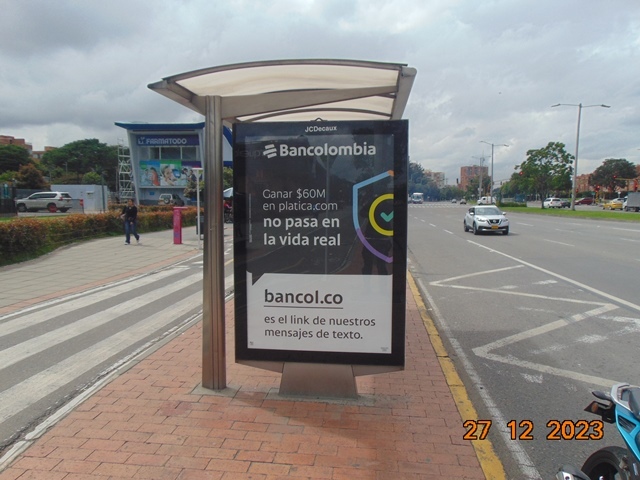 FARMATODO
JCDecaux
Bancolombia
Ganar $60M
en platica.com
no pasa en
la vida real
bancol.co
es el link de nuestros
mensajes de texto.
27 12 2023